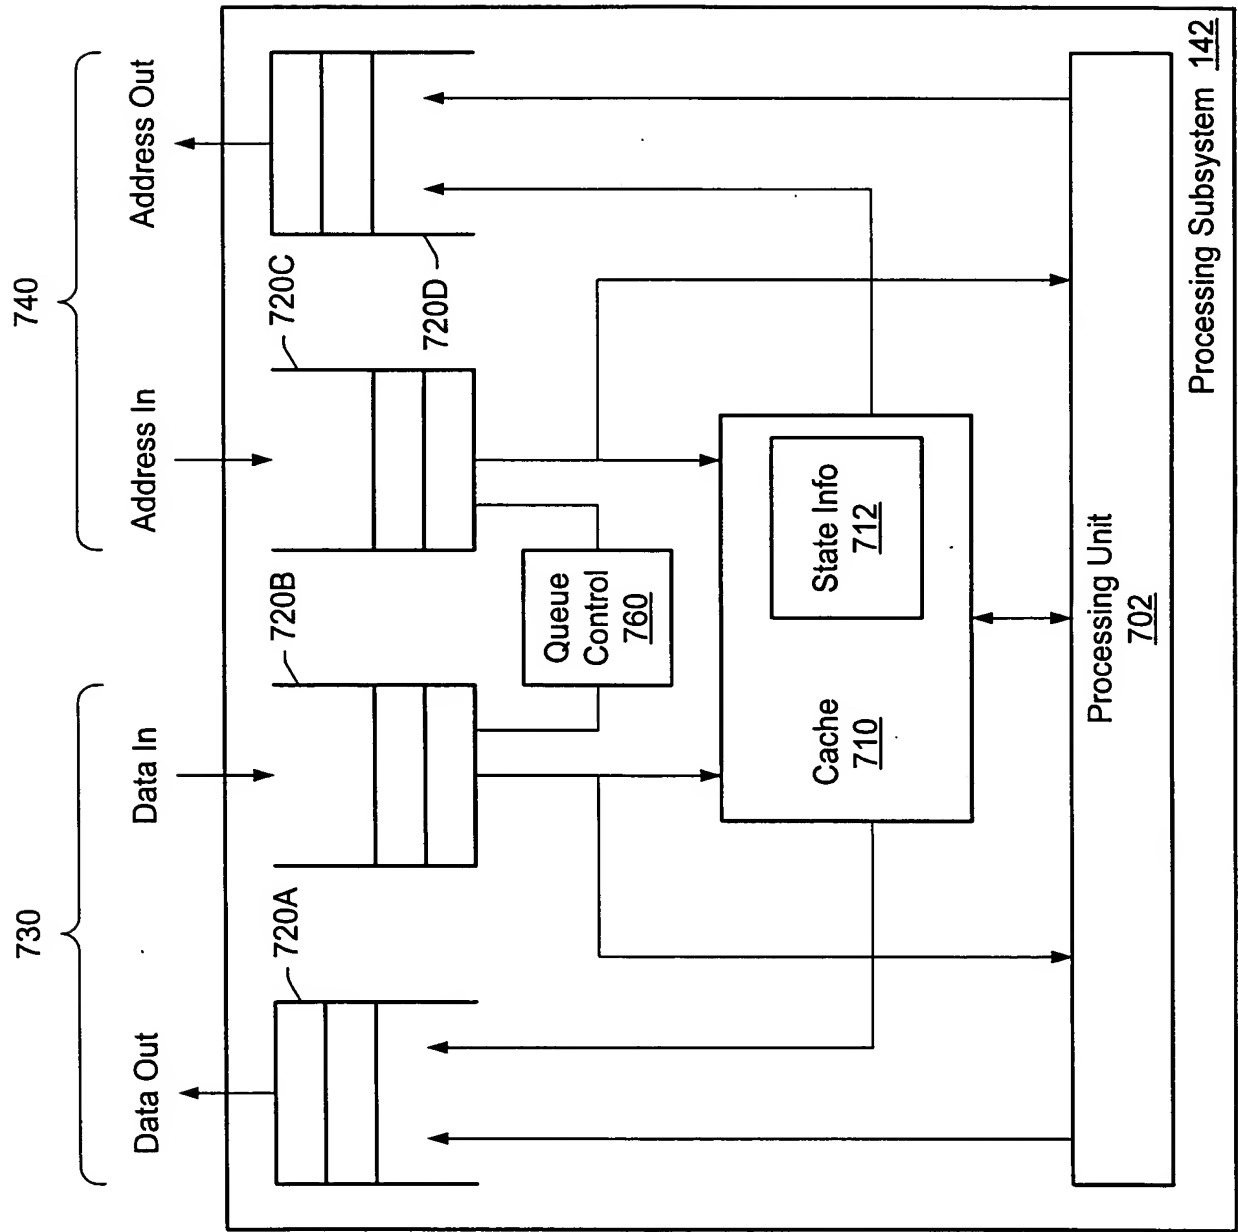 730
740
Data Out
Data In
Address In
Address Out
720A
720B
720C
720D
Queue
Control
760
Cache
710
State Info
712
Processing Unit
702
Processing Subsystem 142